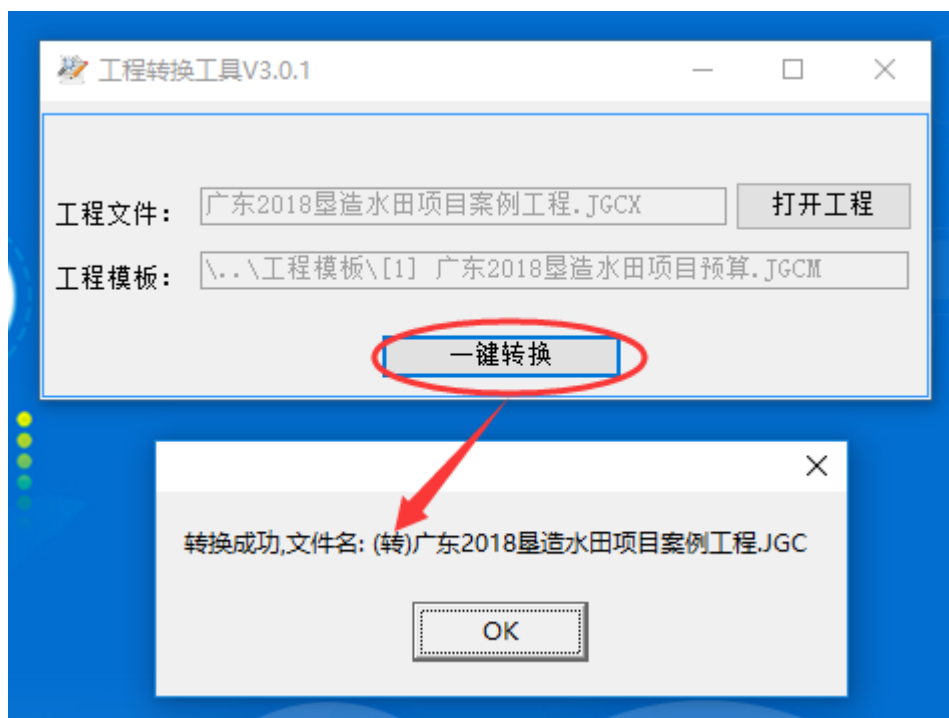 工程转换工具V3.0.1
工程文件: 广东2018垦造水田项目案例工程.JGCX 打开工程
工程模板: \..\工程模板\[1] 广东2018垦造水田项目预算.JGCM
一键转换
转换成功,文件名: (转)广东2018垦造水田项目案例工程.JGC
OK